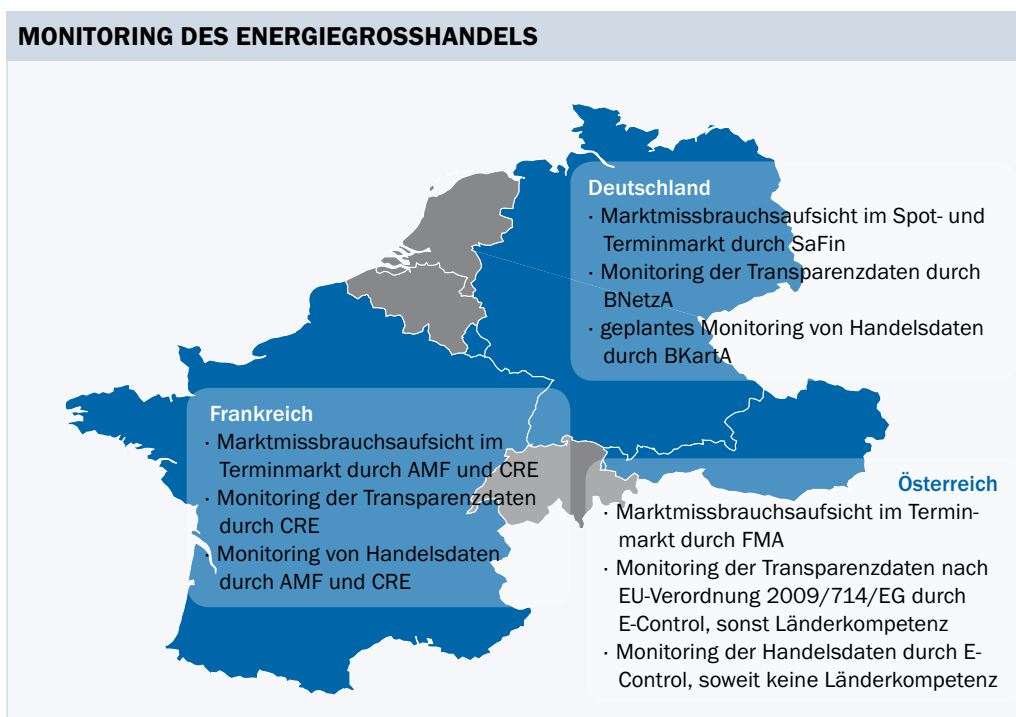 MONITORING DES ENERGIEGROSSHANDELS
Deutschland
· Marktmissbrauchsaufsicht im Spot- und
Terminmarkt durch SaFin
· Monitoring der Transparenzdaten durch
BNetzA
· geplantes Monitoring von Handelsdaten
durch BKartA
Frankreich
· Marktmissbrauchsaufsicht im
Terminmarkt durch AMF und CRE
· Monitoring der Transparenzdaten
durch CRE
· Monitoring von Handelsdaten
durch AMF und CRE
Österreich
· Marktmissbrauchsaufsicht im Termin-
markt durch FMA
· Monitoring der Transparenzdaten nach
EU-Verordnung 2009/714/EG durch
E-Control, sonst Länderkompetenz
· Monitoring der Handelsdaten durch E-
Control, soweit keine Länderkompetenz